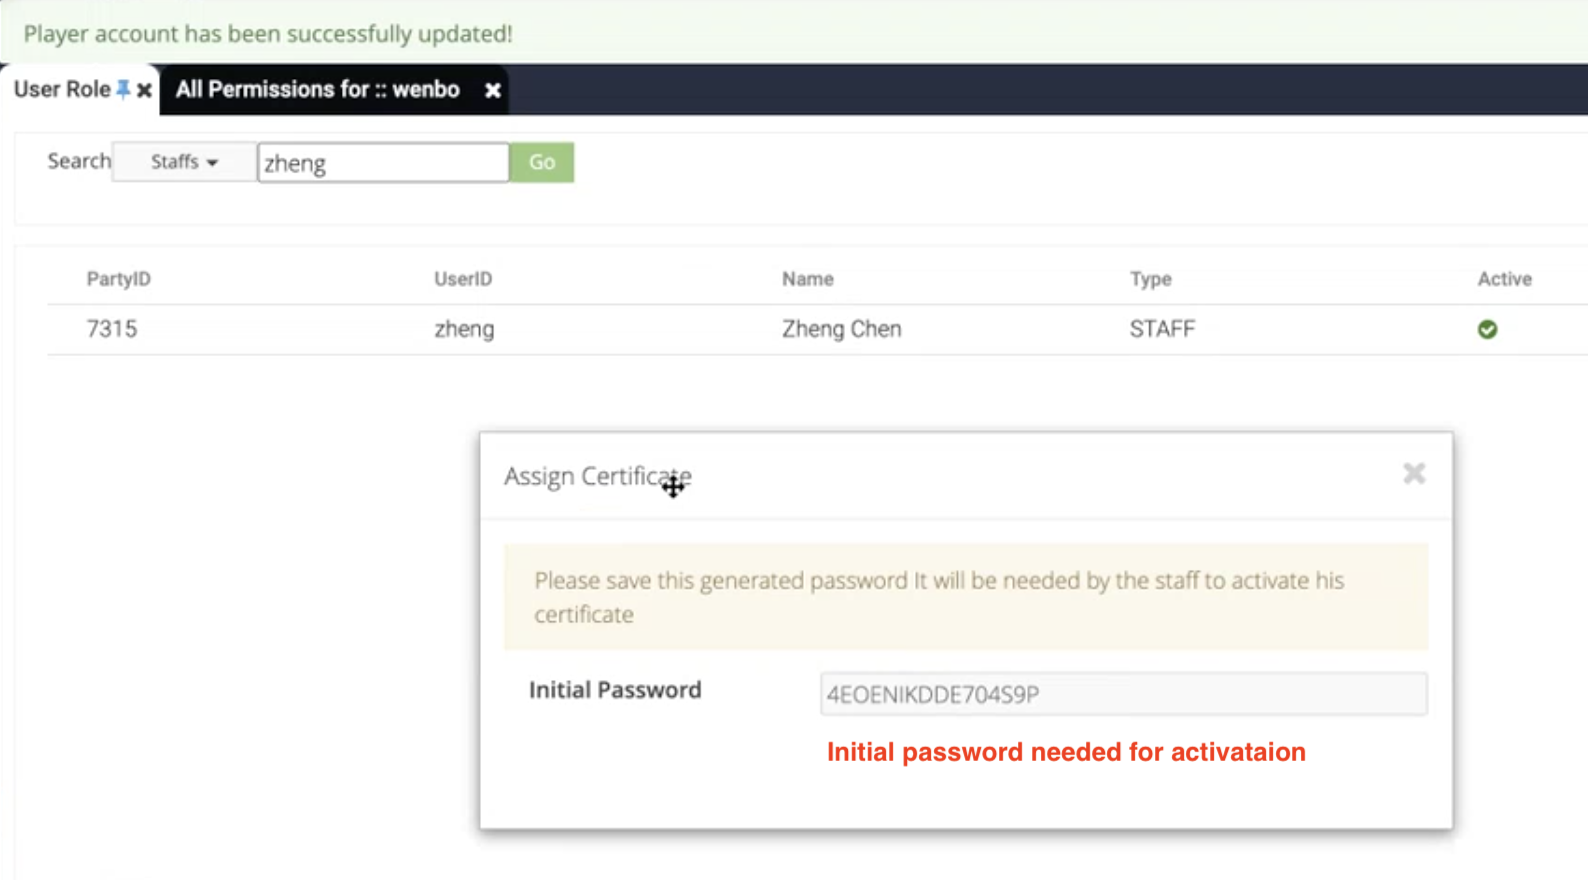 Player account has been successfully updated!
User Role
All Permissions for :: wenbo
Search Staffs zheng Go
PartyID UserID Name Type Active
7315 zheng Zheng Chen STAFF
Assign Certificate
Please save this generated password It will be needed by the staff to activate his
certificate
Initial Password 4EOENIKDDE704S9P
Initial password needed for activataion